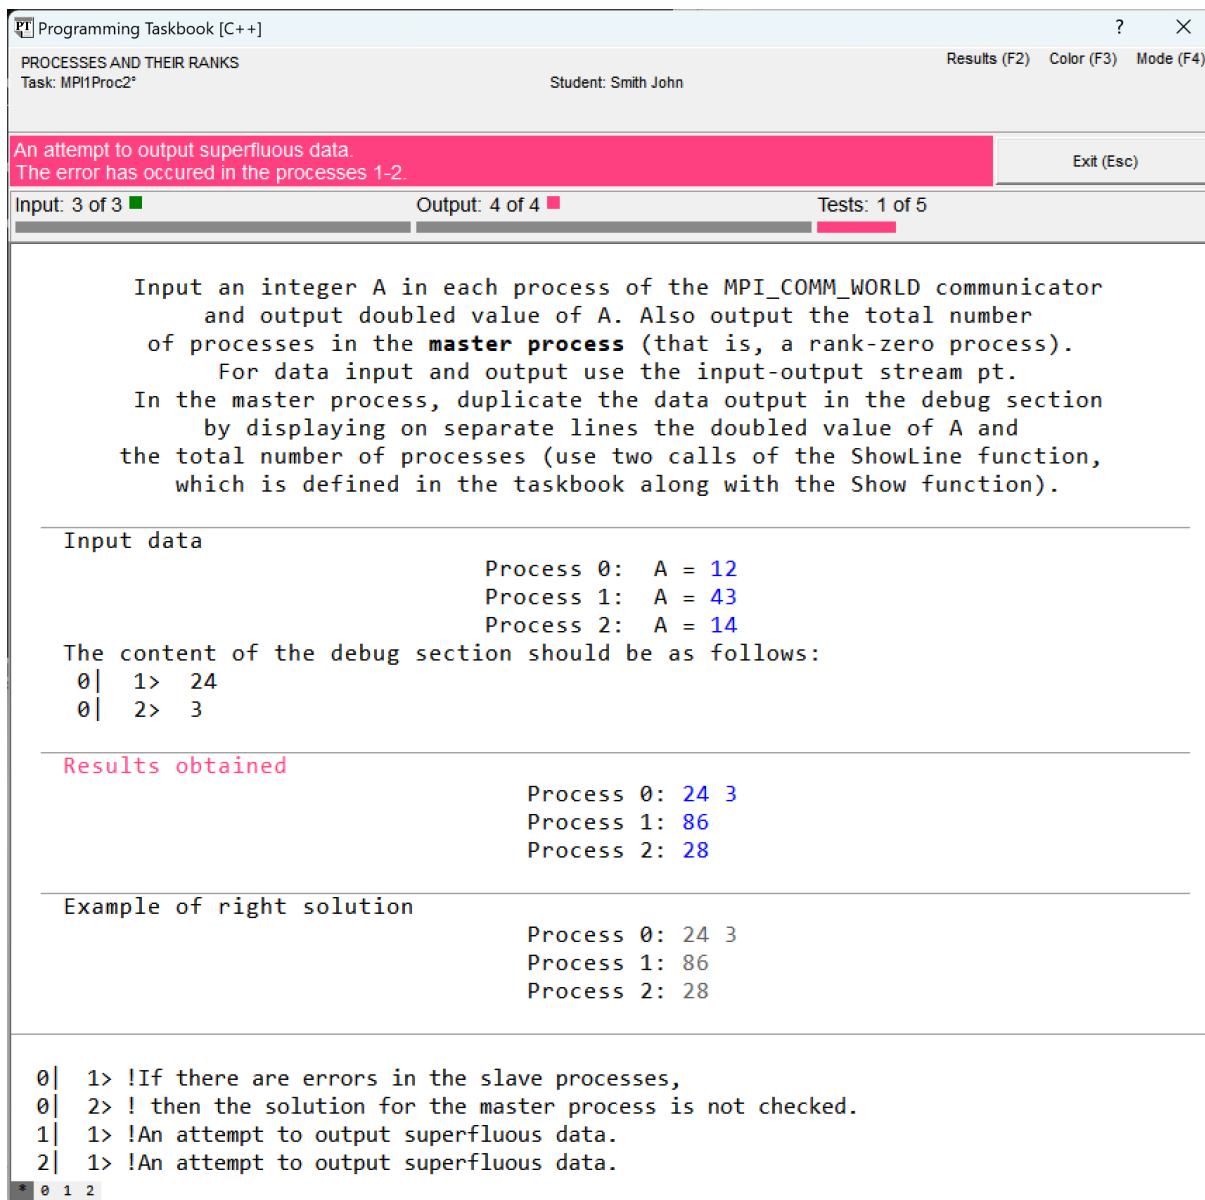 PT Programming Taskbook [C++] ? ×
PROCESSES AND THEIR RANKS Results (F2) Color (F3) Mode (F4)
Task: MPI1Proc2° Student: Smith John
An attempt to output superfluous data.
The error has occured in the processes 1-2.
Exit (Esc)
Input: 3 of 3 Output: 4 of 4 Tests: 1 of 5
Input an integer A in each process of the MPI_COMM_WORLD communicator
and output doubled value of A. Also output the total number
of processes in the master process (that is, a rank-zero process).
For data input and output use the input-output stream pt.
In the master process, duplicate the data output in the debug section
by displaying on separate lines the doubled value of A and
the total number of processes (use two calls of the ShowLine function,
which is defined in the taskbook along with the Show function).
Input data
Process 0: A = 12
Process 1: A = 43
Process 2: A = 14
The content of the debug section should be as follows:
0| 1> 24
0| 2> 3
Results obtained
Process 0: 24 3
Process 1: 86
Process 2: 28
Example of right solution
Process 0: 24 3
Process 1: 86
Process 2: 28
0| 1> !If there are errors in the slave processes,
0| 2> ! then the solution for the master process is not checked.
1| 1> !An attempt to output superfluous data.
2| 1> !An attempt to output superfluous data.
* 0 1 2